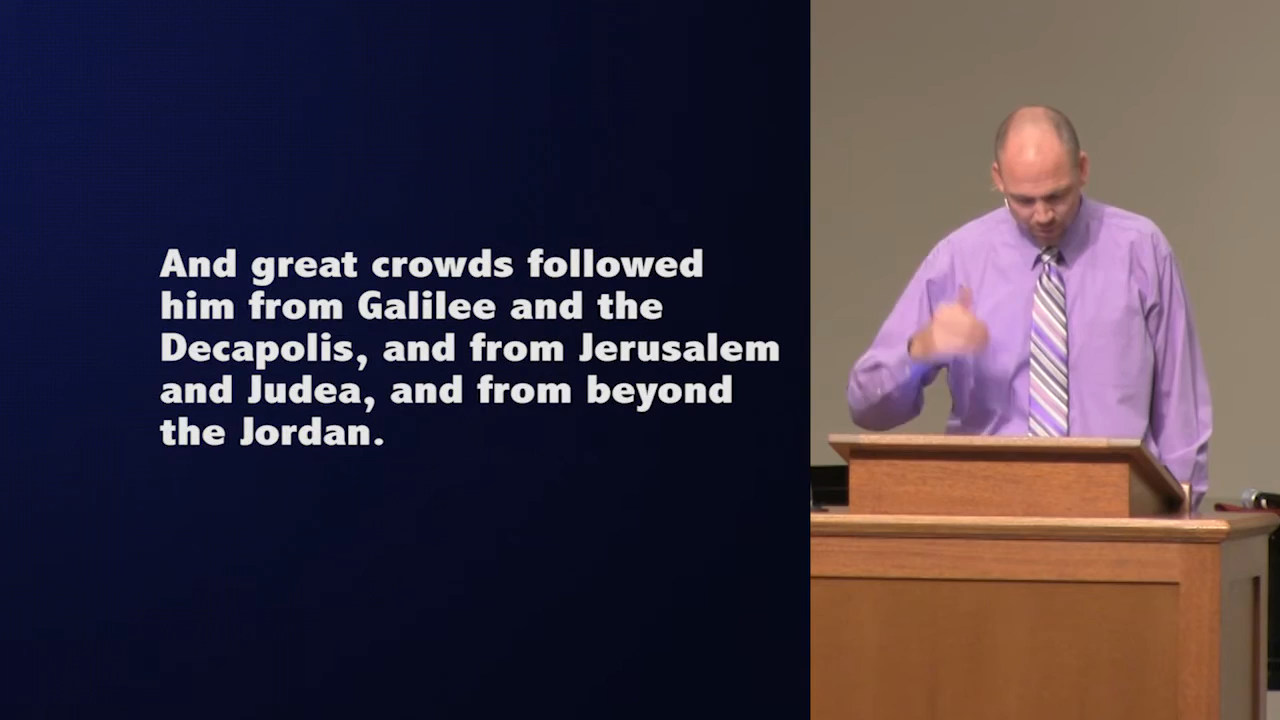 And great crowds followed
him from Galilee and the
Decapolis, and from Jerusalem
and Judea, and from beyond
the Jordan.